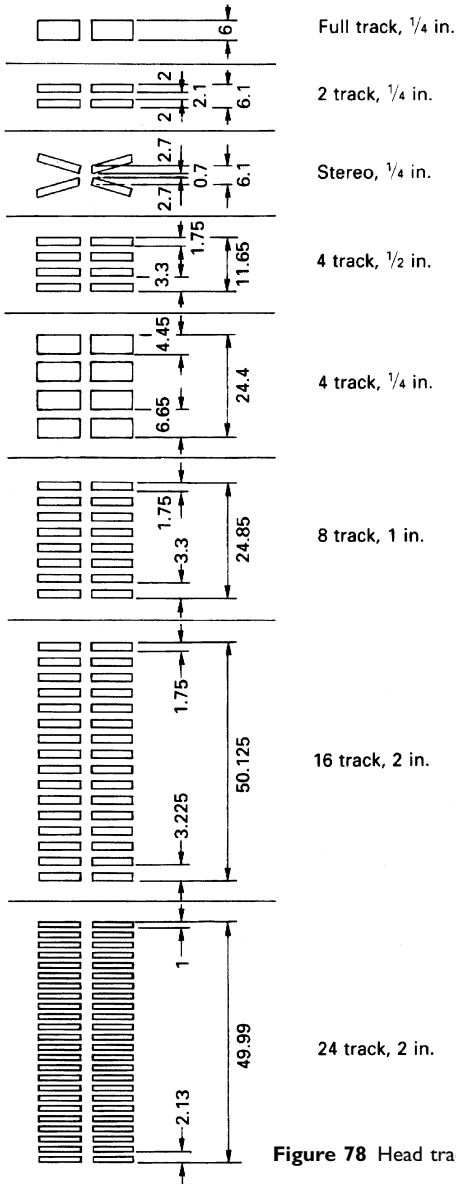 6
Full track, 1/4 in.
2
2.1
2
6.1
2 track, 1/4 in.
2.7
0.7
2.7
6.1
Stereo, 1/4 in.
1.75
3.3
11.65
4 track, 1/2 in.
4.45
6.65
24.4
4 track, 1/4 in.
1.75
3.3
24.85
8 track, 1 in.
1.75
3.225
50.125
16 track, 2 in.
1
2.13
49.99
24 track, 2 in.
Figure 78 Head tra